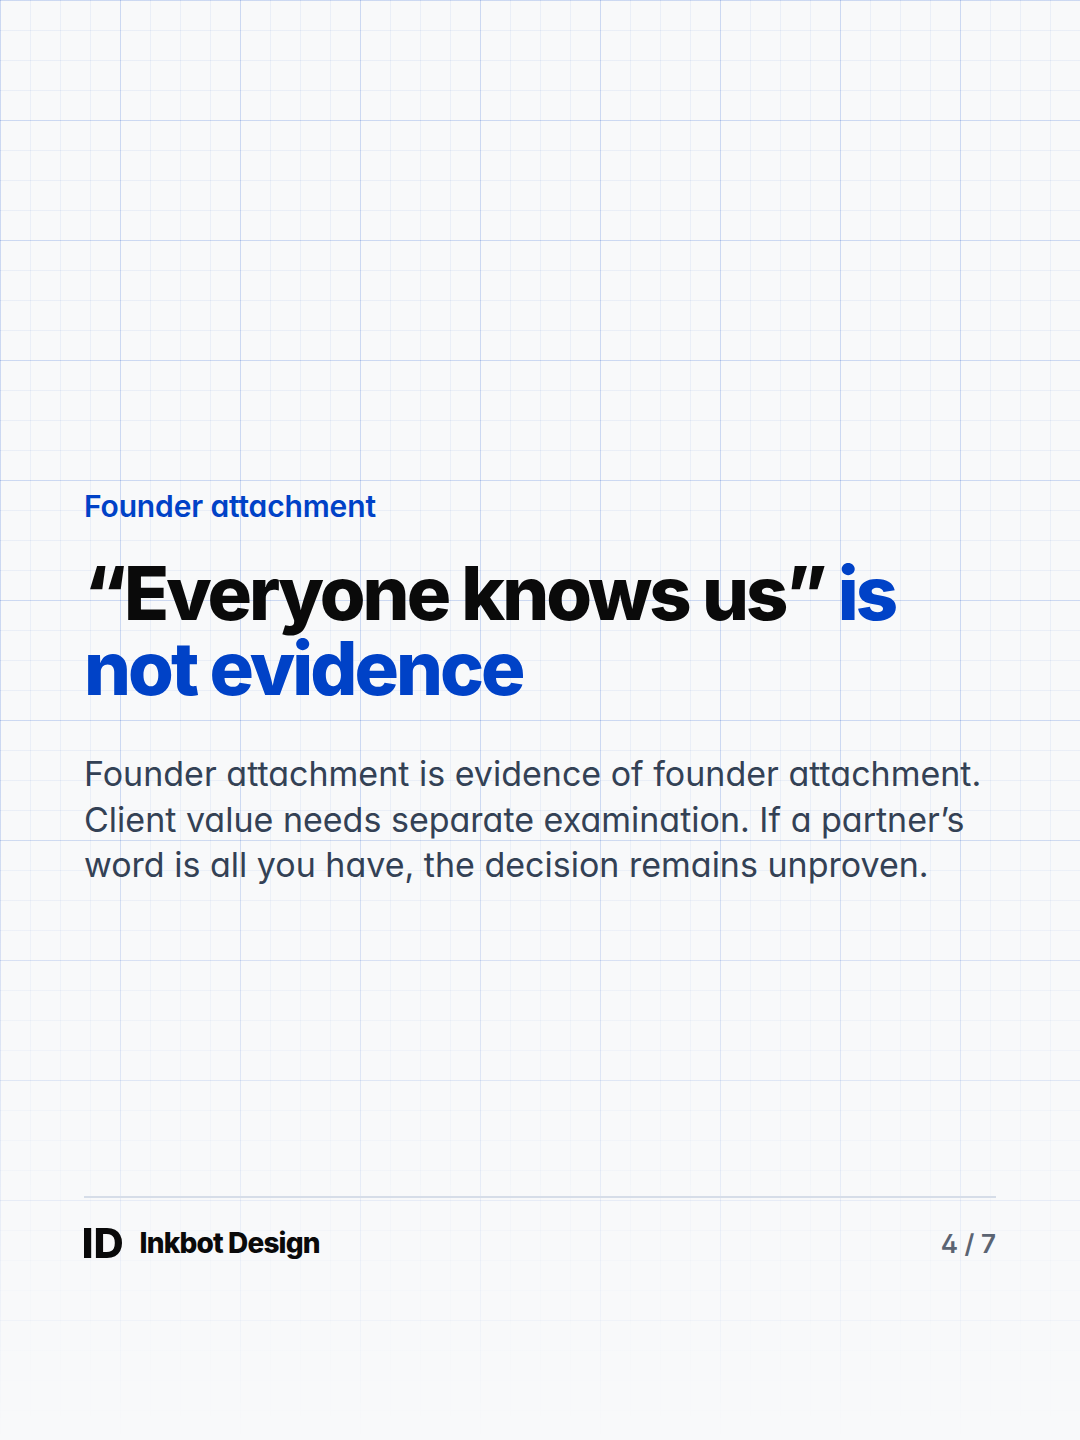 Founder attachment
“Everyone knows us” is
not evidence
Founder attachment is evidence of founder attachment.
Client value needs separate examination. If a partner’s
word is all you have, the decision remains unproven.
ID Inkbot Design
4 / 7